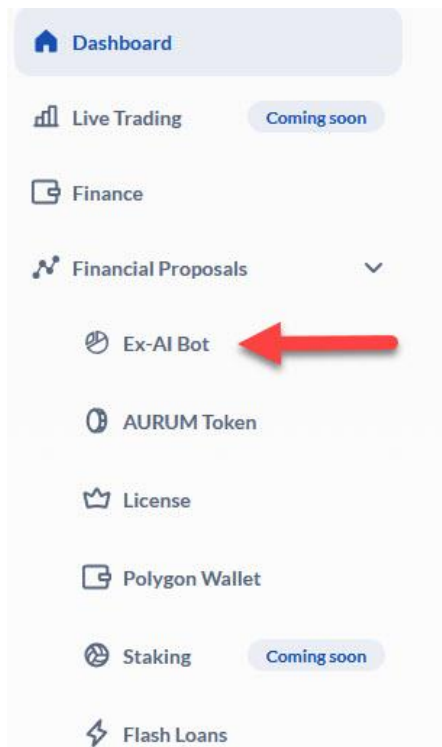 Dashboard
Live Trading Coming soon
Finance
Financial Proposals
Ex-AI Bot
AURUM Token
License
Polygon Wallet
Staking Coming soon
Flash Loans